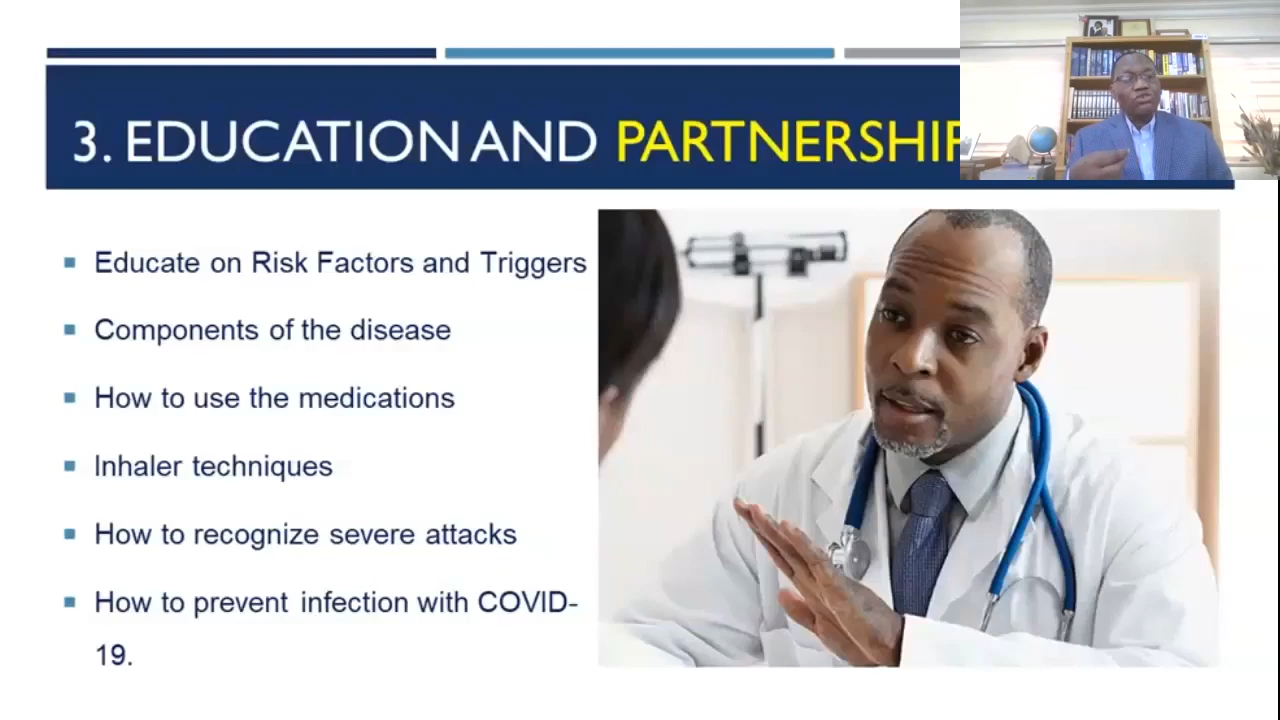 3. EDUCATION AND PARTNERSHIP
Educate on Risk Factors and Triggers
Components of the disease
How to use the medications
Inhaler techniques
How to recognize severe attacks
How to prevent infection with COVID-
19.